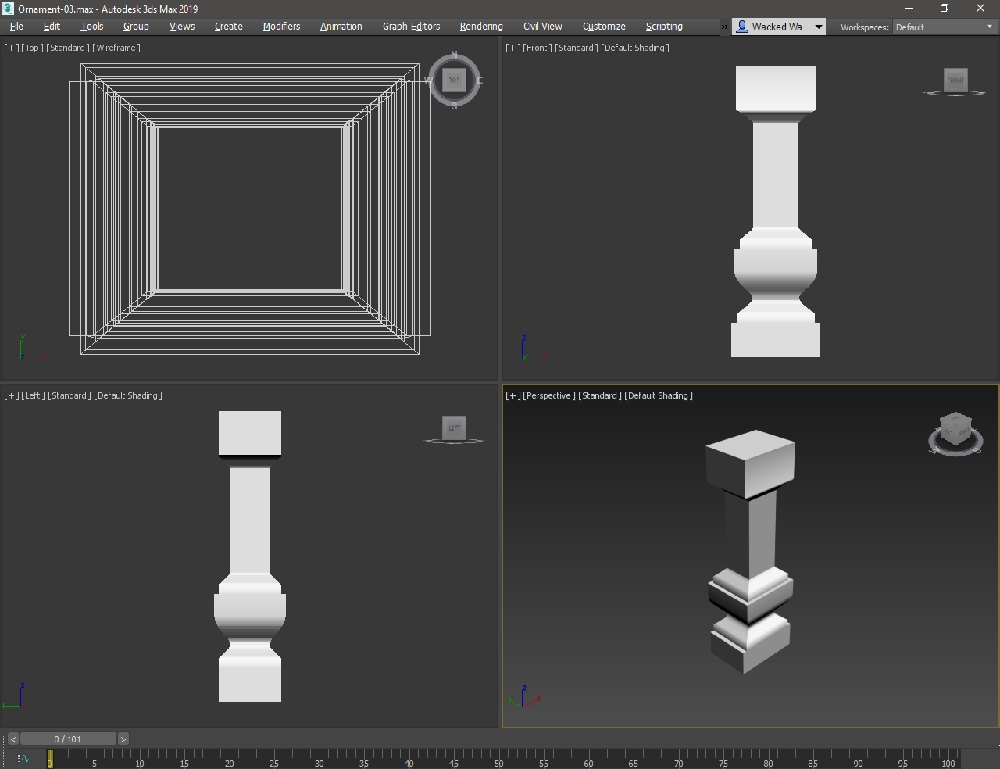 Ornament-03.max - Autodesk 3ds Max 2019
File Edit Tools Group Views Create Modifiers Animation Graph Editors Rendering Civil View Customize Scripting » Wacked Wa Workspaces: Default
[+] [Top] [Standard] [Wireframe]
[+] [Front] [Standard] [Default Shading]
N
W TOP E
S
FRONT
[+] [Left] [Standard] [Default Shading]
[+] [Perspective] [Standard] [Default Shading]
LEFT
< 0 / 101 >
0 5 10 15 20 25 30 35 40 45 50 55 60 65 70 75 80 85 90 95 100